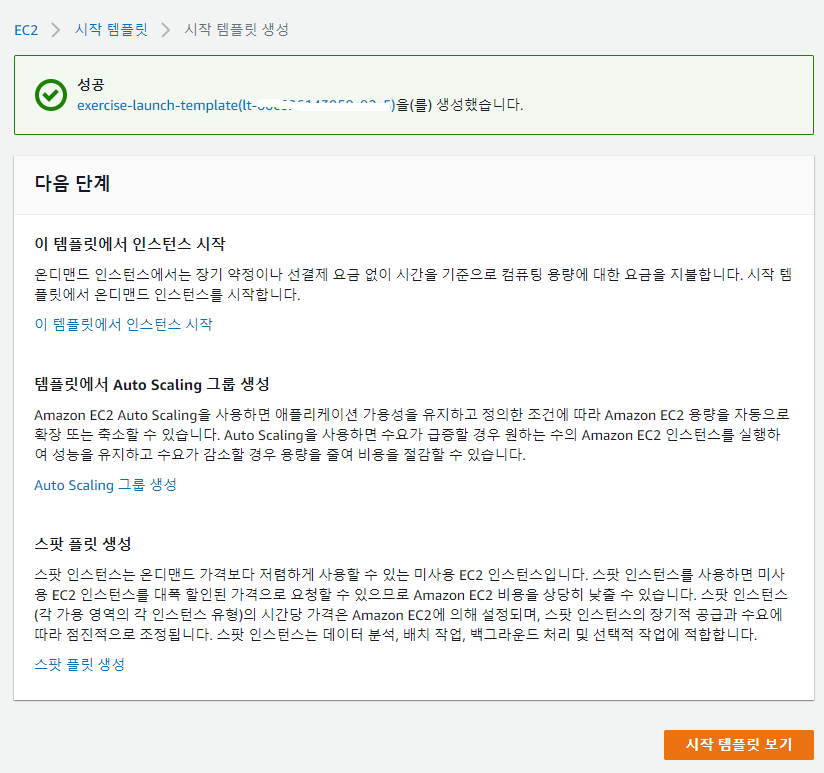 EC2 > 시작 템플릿 > 시작 템플릿 생성
성공
exercise-launch-template(lt-)을(를) 생성했습니다.
다음 단계
이 템플릿에서 인스턴스 시작
온디맨드 인스턴스에서는 장기 약정이나 선결제 요금 없이 시간을 기준으로 컴퓨팅 용량에 대한 요금을 지불합니다. 시작 템
플릿에서 온디맨드 인스턴스를 시작합니다.
이 템플릿에서 인스턴스 시작
템플릿에서 Auto Scaling 그룹 생성
Amazon EC2 Auto Scaling을 사용하면 애플리케이션 가용성을 유지하고 정의한 조건에 따라 Amazon EC2 용량을 자동으로
확장 또는 축소할 수 있습니다. Auto Scaling을 사용하면 수요가 급증할 경우 원하는 수의 Amazon EC2 인스턴스를 실행하
여 성능을 유지하고 수요가 감소할 경우 용량을 줄여 비용을 절감할 수 있습니다.
Auto Scaling 그룹 생성
스팟 플릿 생성
스팟 인스턴스는 온디맨드 가격보다 저렴하게 사용할 수 있는 미사용 EC2 인스턴스입니다. 스팟 인스턴스를 사용하면 미사
용 EC2 인스턴스를 대폭 할인된 가격으로 요청할 수 있으므로 Amazon EC2 비용을 상당히 낮출 수 있습니다. 스팟 인스턴스
(각 가용 영역의 각 인스턴스 유형)의 시간당 가격은 Amazon EC2에 의해 설정되며, 스팟 인스턴스의 장기적 공급과 수요에
따라 점진적으로 조정됩니다. 스팟 인스턴스는 데이터 분석, 배치 작업, 백그라운드 처리 및 선택적 작업에 적합합니다.
스팟 플릿 생성
시작 템플릿 보기